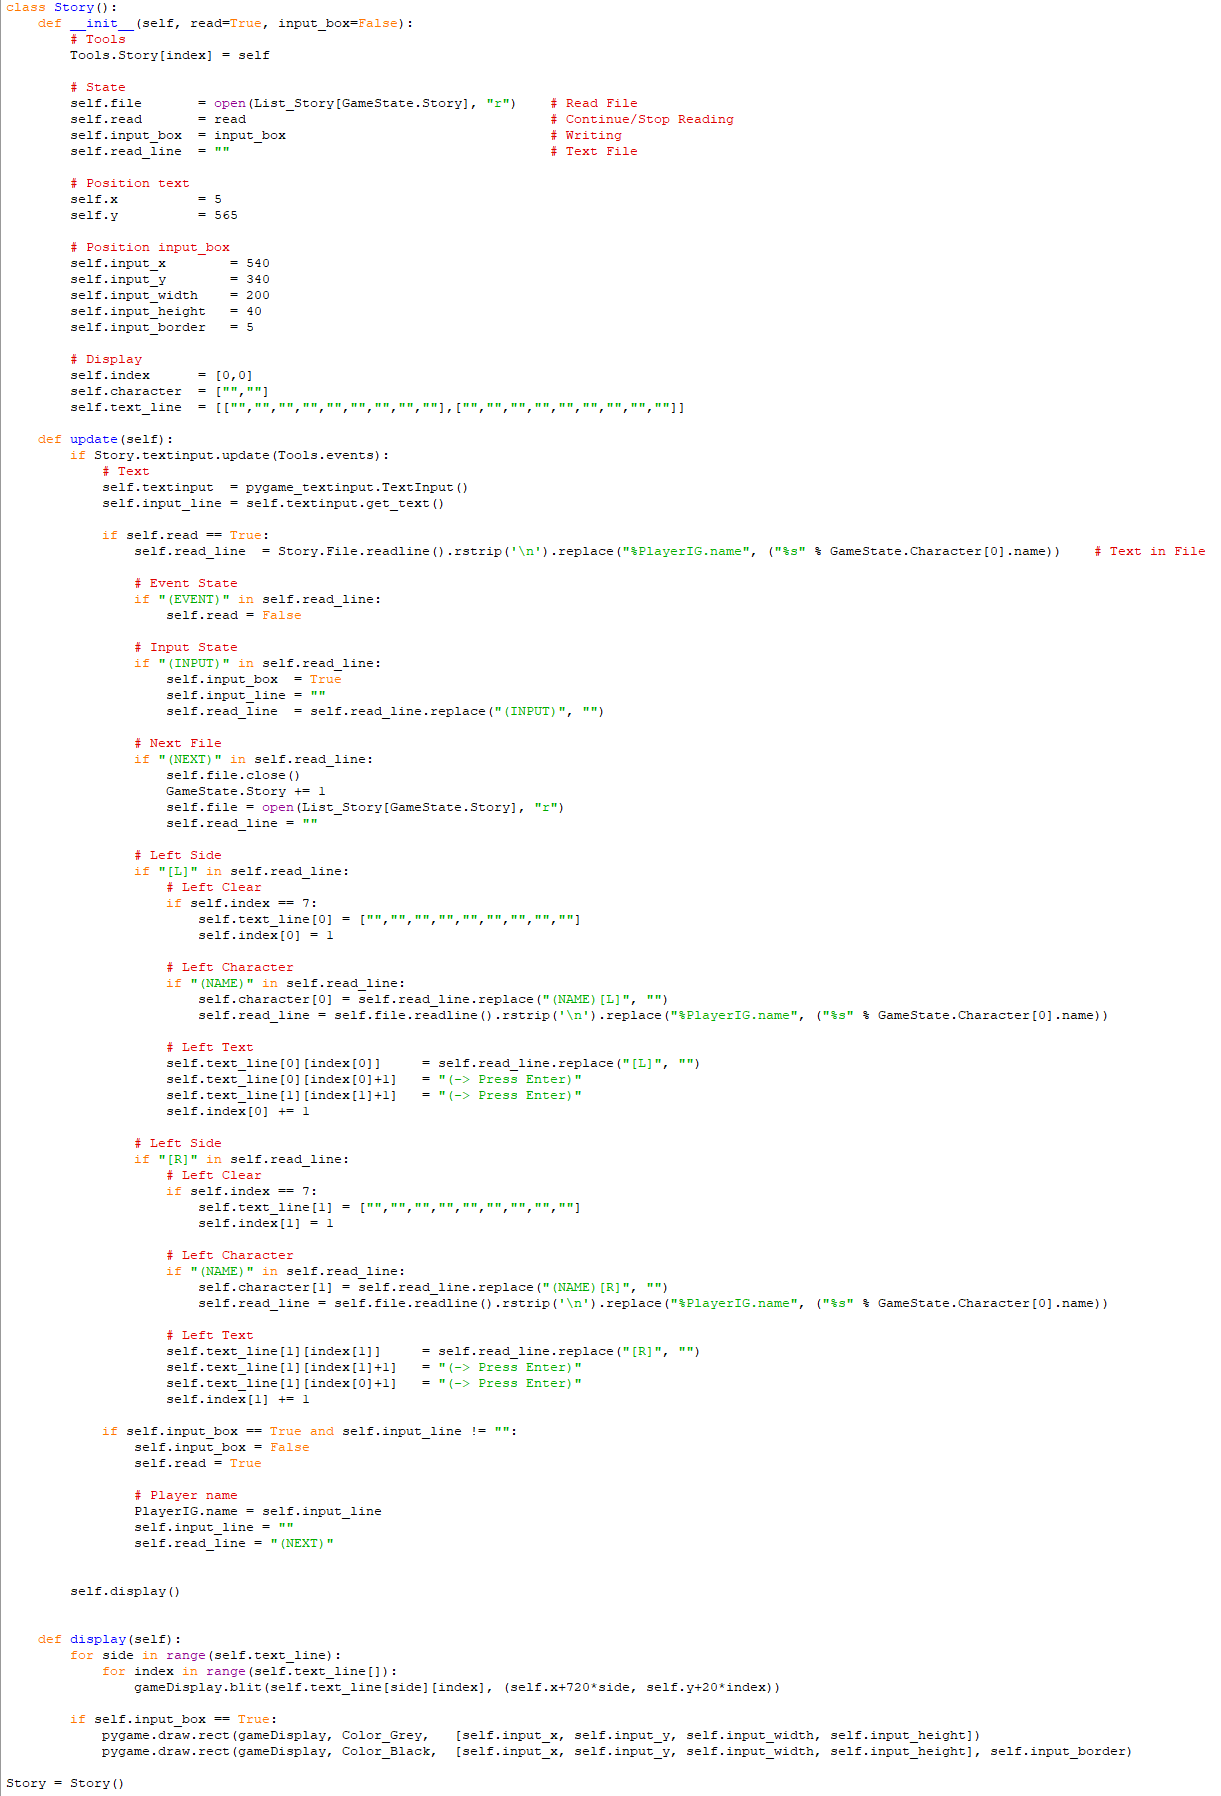 class Story():
    def __init__(self, read=True, input_box=False):
        # Tools
        Tools.Story[index] = self

        # State
        self.file       = open(List_Story[GameState.Story], "r")    # Read File
        self.read       = read                                      # Continue/Stop Reading
        self.input_box  = input_box                                 # Writing
        self.read_line  = ""                                        # Text File

        # Position text
        self.x          = 5
        self.y          = 565

        # Position input_box
        self.input_x        = 540
        self.input_y        = 340
        self.input_width    = 200
        self.input_height   = 40
        self.input_border   = 5

        # Display
        self.index      = [0,0]
        self.character  = ["",""]
        self.text_line  = [["","","","","","","","",""],["","","","","","","","",""]]

    def update(self):
        if Story.textinput.update(Tools.events):
            # Text
            self.textinput  = pygame_textinput.TextInput()
            self.input_line = self.textinput.get_text()

            if self.read == True:
                self.read_line  = Story.File.readline().rstrip('\n').replace("%PlayerIG.name", ("%s" % GameState.Character[0].name))    # Text in File

                # Event State
                if "(EVENT)" in self.read_line:
                    self.read = False

                # Input State
                if "(INPUT)" in self.read_line:
                    self.input_box  = True
                    self.input_line = ""
                    self.read_line  = self.read_line.replace("(INPUT)", "")

                # Next File
                if "(NEXT)" in self.read_line:
                    self.file.close()
                    GameState.Story += 1
                    self.file = open(List_Story[GameState.Story], "r")
                    self.read_line = ""

                # Left Side
                if "[L]" in self.read_line:
                    # Left Clear
                    if self.index == 7:
                        self.text_line[0] = ["","","","","","","","",""]
                        self.index[0] = 1

                    # Left Character
                    if "(NAME)" in self.read_line:
                        self.character[0] = self.read_line.replace("(NAME)[L]", "")
                        self.read_line = self.file.readline().rstrip('\n').replace("%PlayerIG.name", ("%s" % GameState.Character[0].name))

                    # Left Text
                    self.text_line[0][index[0]]     = self.read_line.replace("[L]", "")
                    self.text_line[0][index[0]+1]   = "(-> Press Enter)"
                    self.text_line[1][index[1]+1]   = "(-> Press Enter)"
                    self.index[0] += 1

                # Left Side
                if "[R]" in self.read_line:
                    # Left Clear
                    if self.index == 7:
                        self.text_line[1] = ["","","","","","","","",""]
                        self.index[1] = 1

                    # Left Character
                    if "(NAME)" in self.read_line:
                        self.character[1] = self.read_line.replace("(NAME)[R]", "")
                        self.read_line = self.file.readline().rstrip('\n').replace("%PlayerIG.name", ("%s" % GameState.Character[0].name))

                    # Left Text
                    self.text_line[1][index[1]]     = self.read_line.replace("[R]", "")
                    self.text_line[1][index[1]+1]   = "(-> Press Enter)"
                    self.text_line[1][index[0]+1]   = "(-> Press Enter)"
                    self.index[1] += 1

            if self.input_box == True and self.input_line != "":
                self.input_box = False
                self.read = True

                # Player name
                PlayerIG.name = self.input_line
                self.input_line = ""
                self.read_line = "(NEXT)"


        self.display()


    def display(self):
        for side in range(self.text_line):
            for index in range(self.text_line[]):
                gameDisplay.blit(self.text_line[side][index], (self.x+720*side, self.y+20*index))

        if self.input_box == True:
            pygame.draw.rect(gameDisplay, Color_Grey,   [self.input_x, self.input_y, self.input_width, self.input_height])
            pygame.draw.rect(gameDisplay, Color_Black,  [self.input_x, self.input_y, self.input_width, self.input_height], self.input_border)

Story = Story()